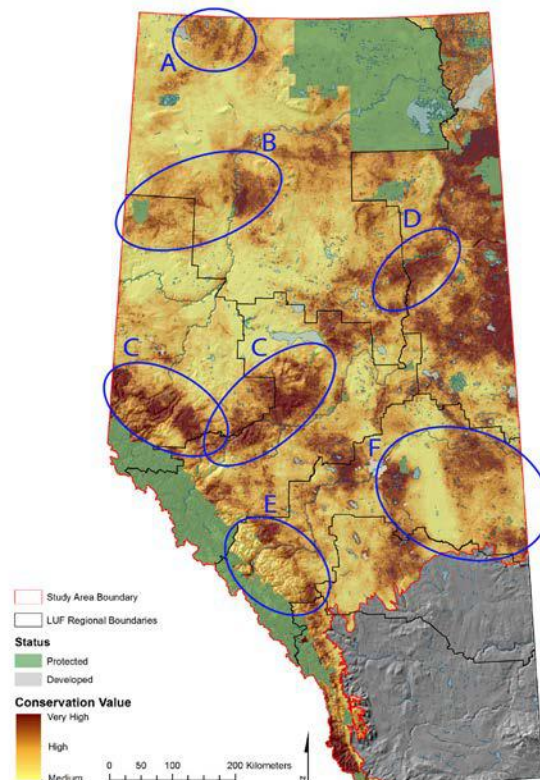 A
B
D
C
C
F
E
Study Area Boundary
LUF Regional Boundaries
Status
Protected
Developed
Conservation Value
Very High
High
Medium
0 50 100 200 Kilometers